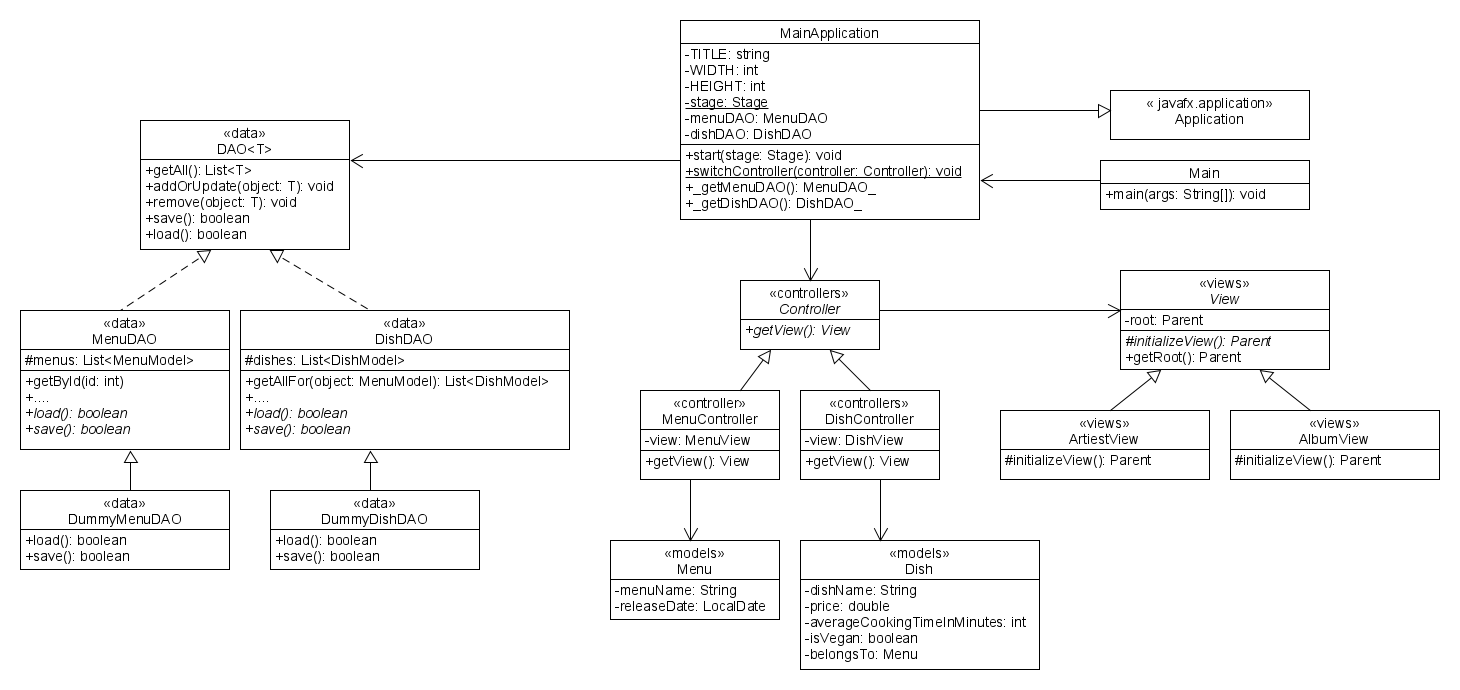 MainApplication
-TITLE: string
-WIDTH: int
-HEIGHT: int
-stage: Stage
-menuDAO: MenuDAO
-dishDAO: DishDAO
+start(stage: Stage): void
+switchController(controller: Controller): void
+_getMenuDAO(): MenuDAO_
+_getDishDAO(): DishDAO_
« javafx.application»
Application
Main
+main(args: String[]): void
«data»
DAO<T>
+getAll(): List<T>
+addOrUpdate(object: T): void
+remove(object: T): void
+save(): boolean
+load(): boolean
«data»
MenuDAO
#menus: List<MenuModel>
+getById(id: int)
+....
+load(): boolean
+save(): boolean
«data»
DishDAO
#dishes: List<DishModel>
+getAllFor(object: MenuModel): List<DishModel>
+....
+load(): boolean
+save(): boolean
«data»
DummyMenuDAO
+load(): boolean
+save(): boolean
«data»
DummyDishDAO
+load(): boolean
+save(): boolean
«controllers»
Controller
+getView(): View
«controller»
MenuController
-view: MenuView
+getView(): View
«controllers»
DishController
-view: DishView
+getView(): View
«models»
Menu
-menuName: String
-releaseDate: LocalDate
«models»
Dish
-dishName: String
-price: double
-averageCookingTimeInMinutes: int
-isVegan: boolean
-belongsTo: Menu
«views»
View
-root: Parent
#initializeView(): Parent
+getRoot(): Parent
«views»
ArtiestView
#initializeView(): Parent
«views»
AlbumView
#initializeView(): Parent